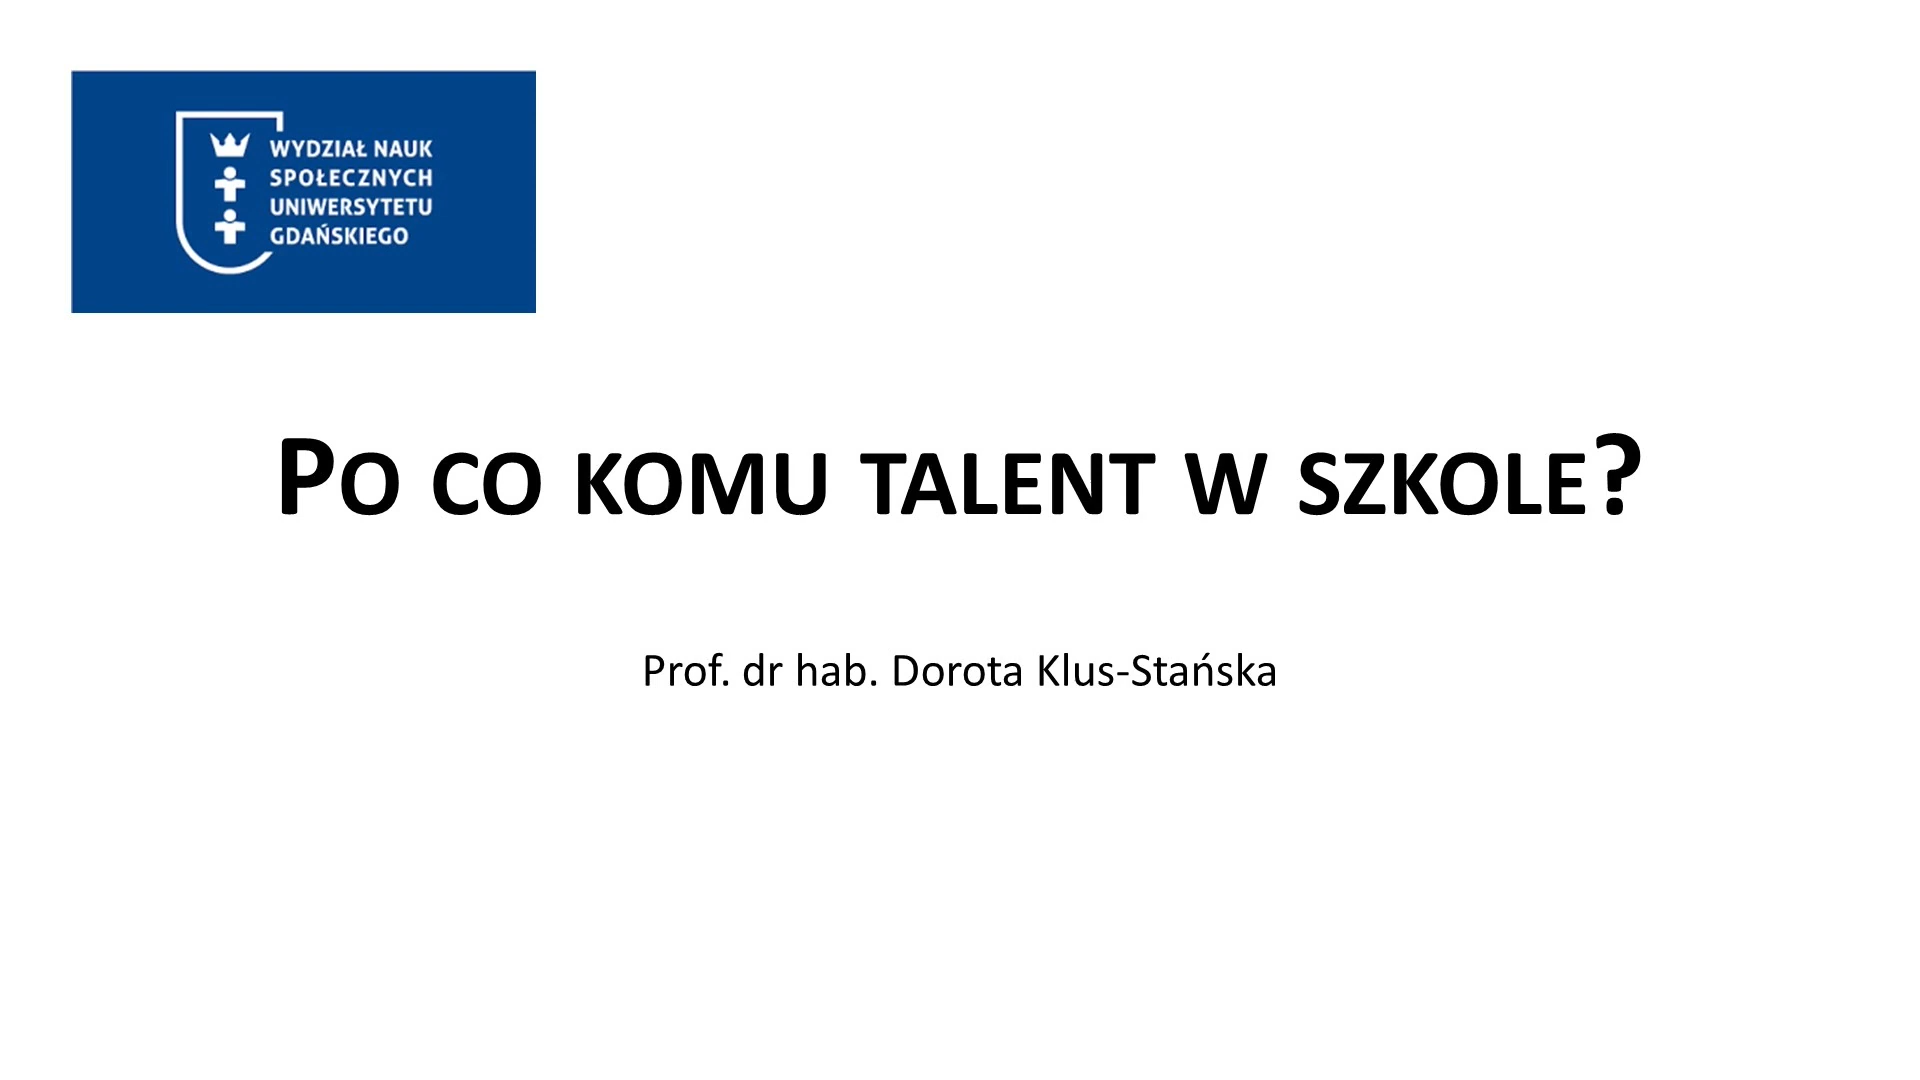 WYDZIAŁ NAUK
SPOŁECZNYCH
UNIWERSYTETU
GDAŃSKIEGO
PO CO KOMU TALENT W SZKOLE?
Prof. dr hab. Dorota Klus-Stańska